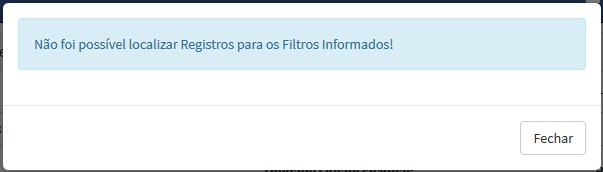 Não foi possível localizar Registros para os Filtros Informados!
Fechar